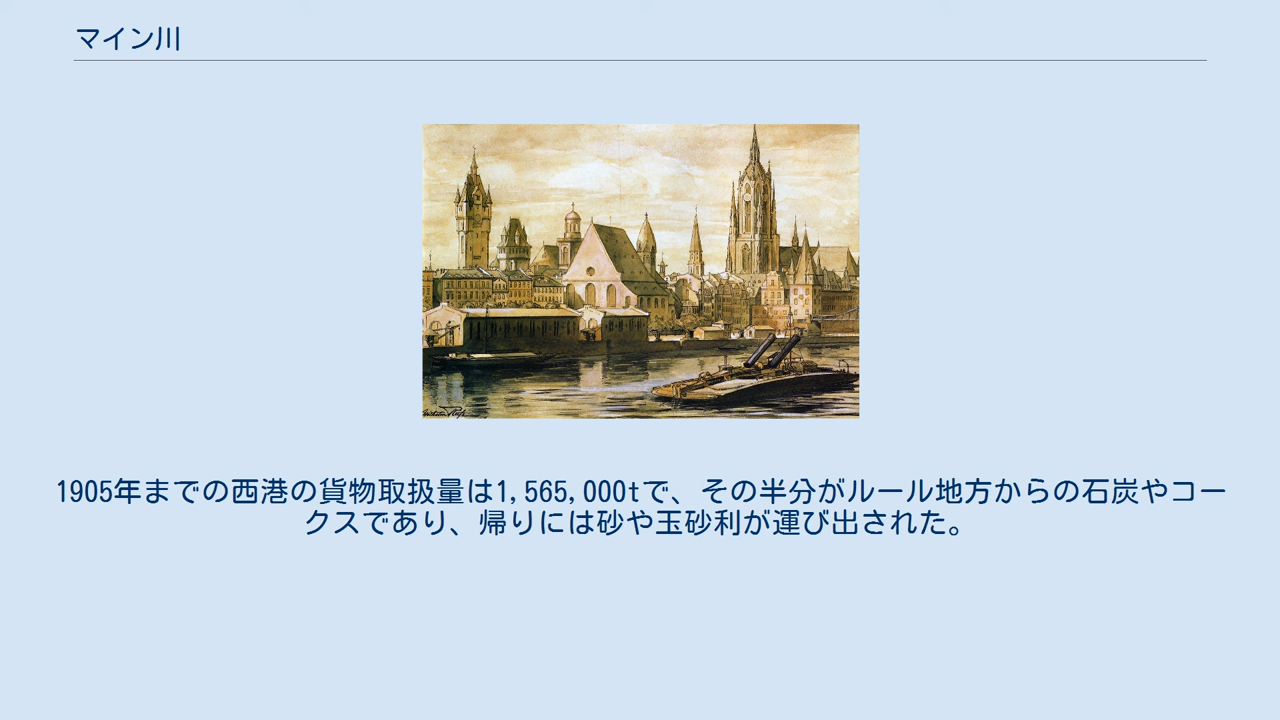 マイン川
1905年までの西港の貨物取扱量は1,565,000tで、その半分がルール地方からの石炭やコー
クスであり、帰りには砂や玉砂利が運び出された。